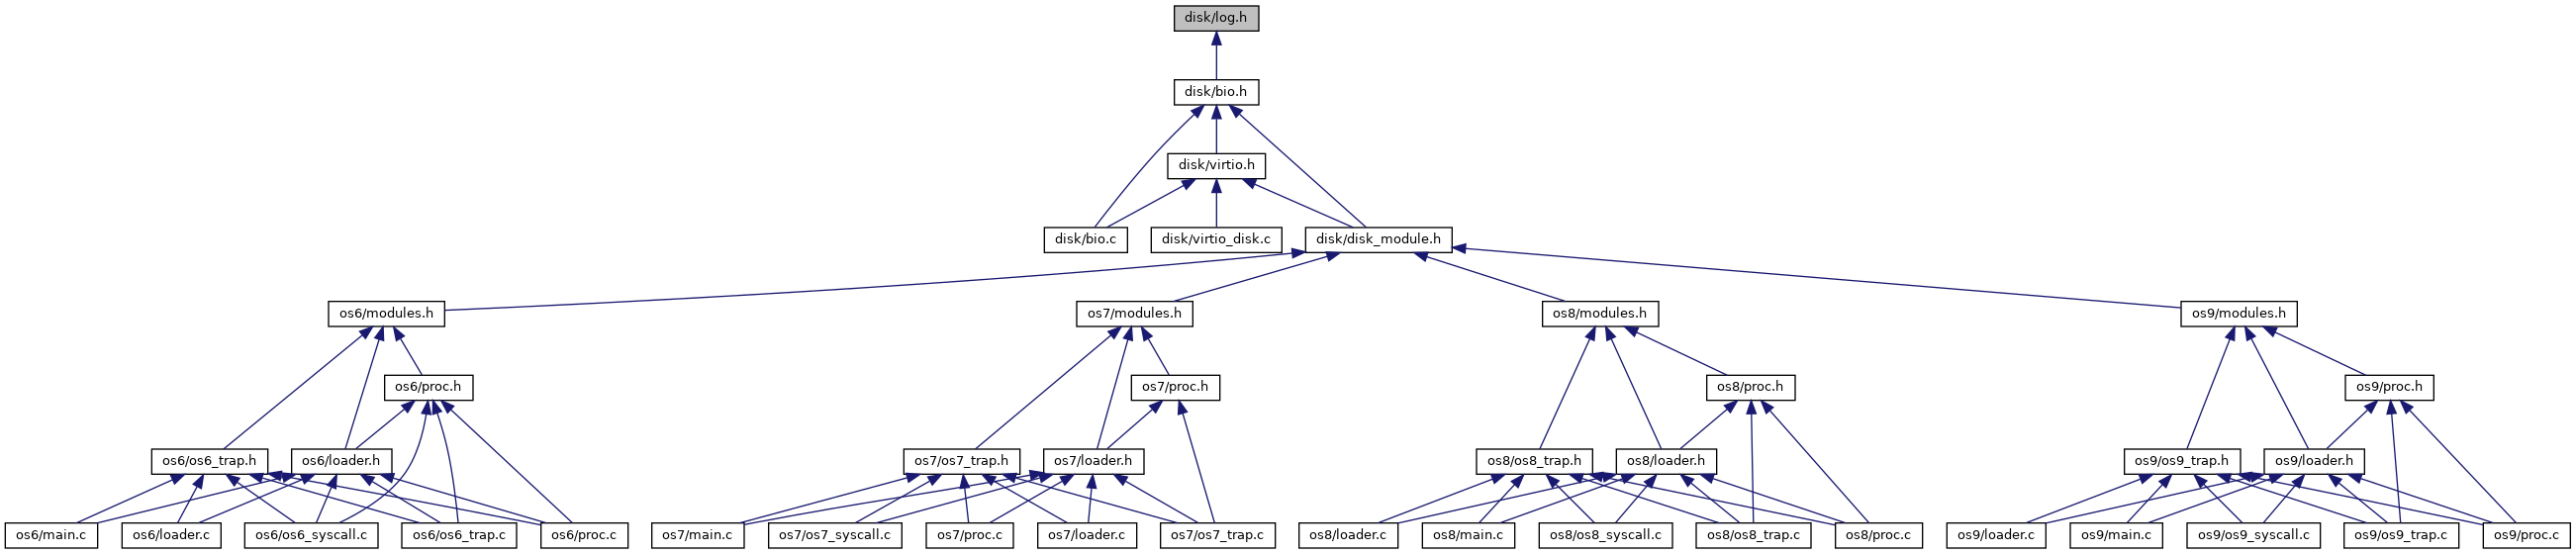 disk/log.h
disk/bio.h
disk/virtio.h
disk/bio.c
disk/virtio_disk.c
disk/disk_module.h
os6/modules.h
os7/modules.h
os8/modules.h
os9/modules.h
os6/proc.h
os7/proc.h
os8/proc.h
os9/proc.h
os6/os6_trap.h
os6/loader.h
os7/os7_trap.h
os7/loader.h
os8/os8_trap.h
os8/loader.h
os9/os9_trap.h
os9/loader.h
os6/main.c
os6/loader.c
os6/os6_syscall.c
os6/os6_trap.c
os6/proc.c
os7/main.c
os7/os7_syscall.c
os7/proc.c
os7/loader.c
os7/os7_trap.c
os8/loader.c
os8/main.c
os8/os8_syscall.c
os8/os8_trap.c
os8/proc.c
os9/loader.c
os9/main.c
os9/os9_syscall.c
os9/os9_trap.c
os9/proc.c